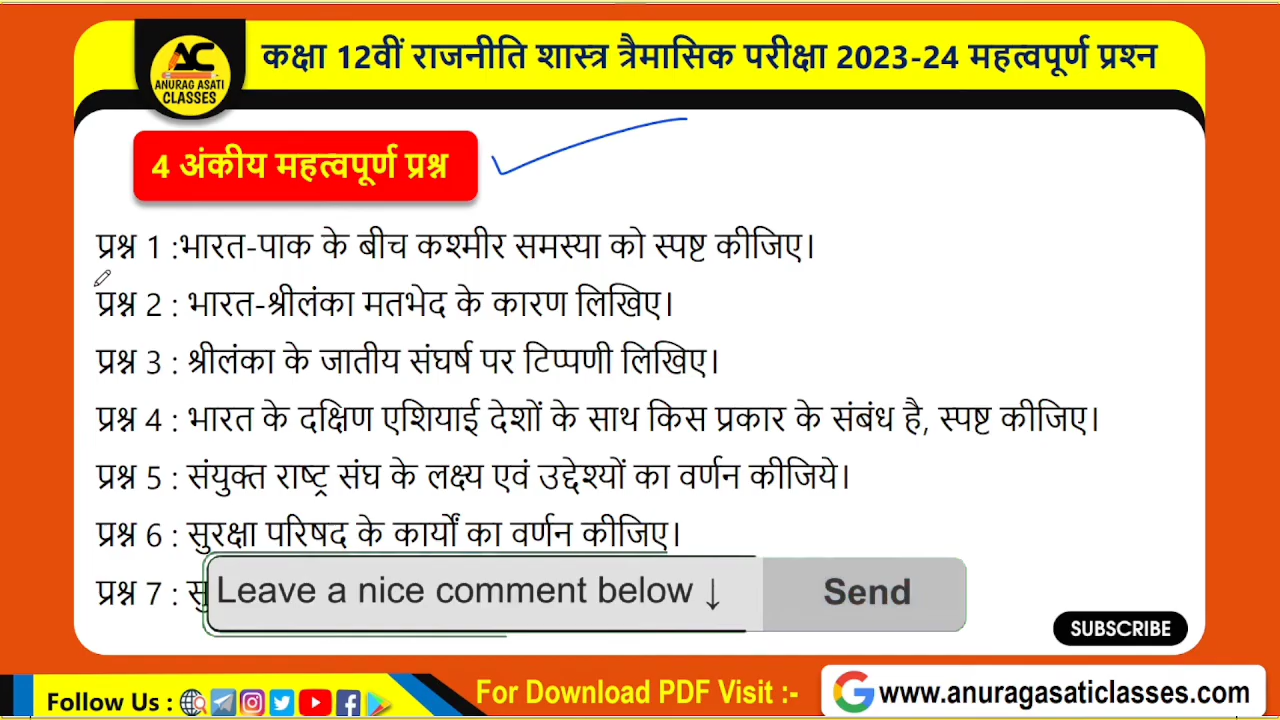 AC
ANURAG ASATI
CLASSES
कक्षा 12वीं राजनीति शास्त्र त्रैमासिक परीक्षा 2023-24 महत्वपूर्ण प्रश्न
4 अंकीय महत्वपूर्ण प्रश्न
प्रश्न 1 :भारत-पाक के बीच कश्मीर समस्या को स्पष्ट कीजिए।
प्रश्न 2 : भारत-श्रीलंका मतभेद के कारण लिखिए।
प्रश्न 3 : श्रीलंका के जातीय संघर्ष पर टिप्पणी लिखिए।
प्रश्न 4 : भारत के दक्षिण एशियाई देशों के साथ किस प्रकार के संबंध है, स्पष्ट कीजिए।
प्रश्न 5 : संयुक्त राष्ट्र संघ के लक्ष्य एवं उद्देश्यों का वर्णन कीजिये।
प्रश्न 6 : सुरक्षा परिषद के कार्यों का वर्णन कीजिए।
प्रश्न 7 :
Leave a nice comment below ↓ Send
SUBSCRIBE
Follow Us :
For Download PDF Visit :- www.anuragasaticlasses.com